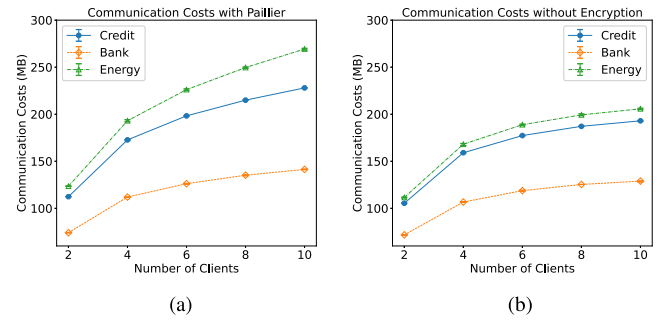 Communication Costs with Paillier
Communication Costs (MB)
300
250
200
150
100
Credit
Bank
Energy
2 4 6 8 10
Number of Clients
(a)
Communication Costs without Encryption
Communication Costs (MB)
300
250
200
150
100
Credit
Bank
Energy
2 4 6 8 10
Number of Clients
(b)